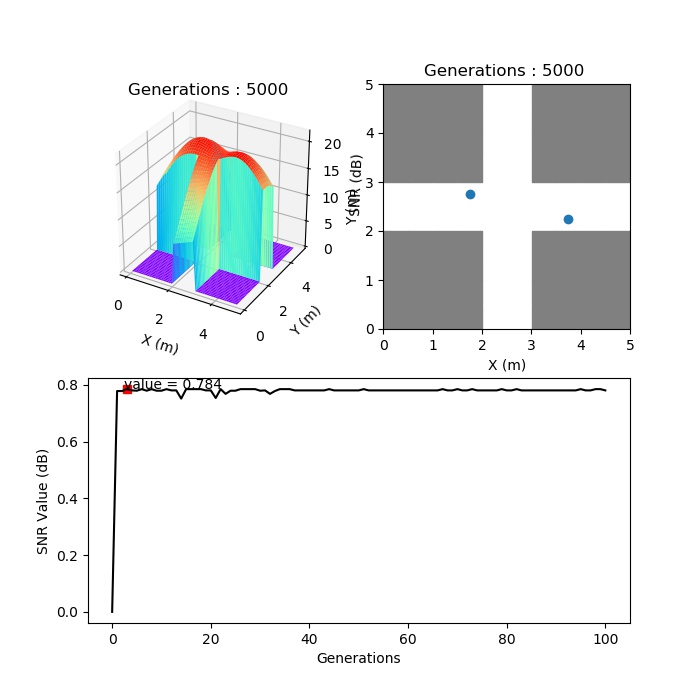 Generations : 5000
20
15
10
5
0
SNR (dB)
0
2
4
X (m)
0
2
4
Y (m)
Generations : 5000
5
4
3
2
1
0
Y (m)
0 1 2 3 4 5
X (m)
0.8
0.6
0.4
0.2
0.0
SNR Value (dB)
value = 0.784
0 20 40 60 80 100
Generations